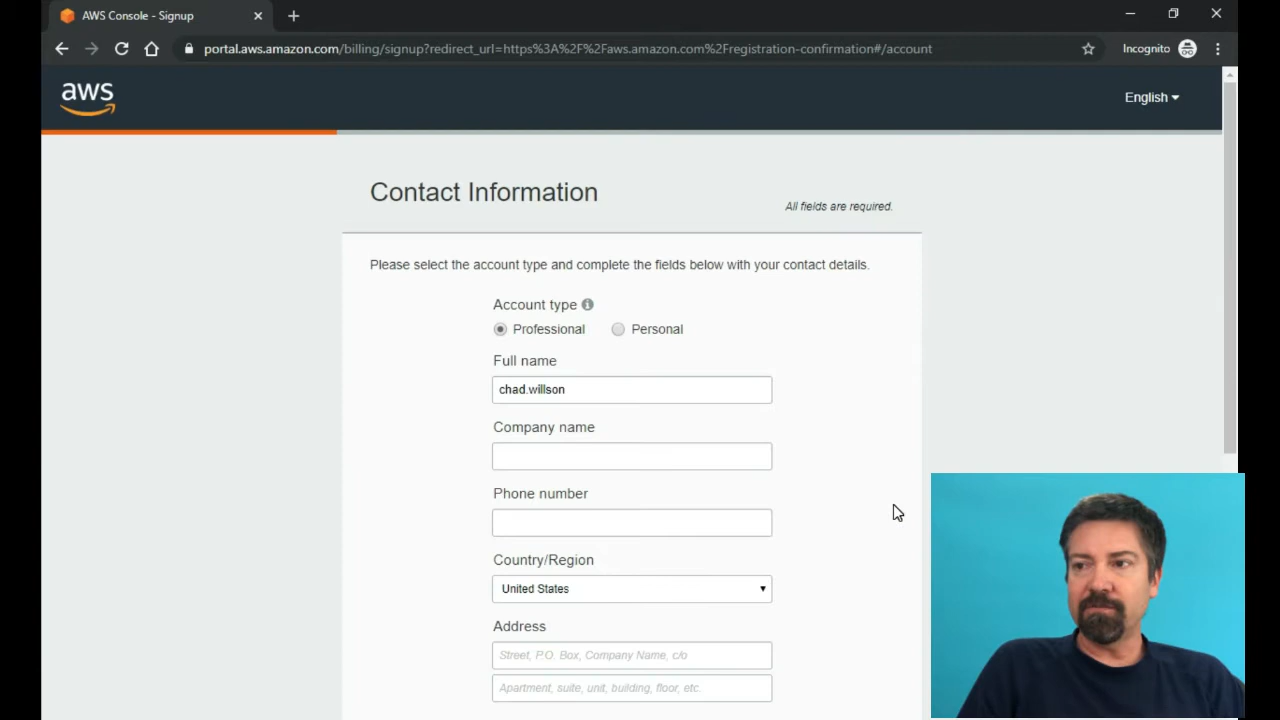 AWS Console - Signup
portal.aws.amazon.com/billing/signup?redirect_url=https%3A%2F%2Faws.amazon.com%2Fregistration-confirmation#/account
Incognito
aws
English
Contact Information
All fields are required.
Please select the account type and complete the fields below with your contact details.
Account type
Professional Personal
Full name
chad.willson
Company name
Phone number
Country/Region
United States
Address
Street, P.O. Box, Company Name, c/o
Apartment, suite, unit, building, floor, etc.